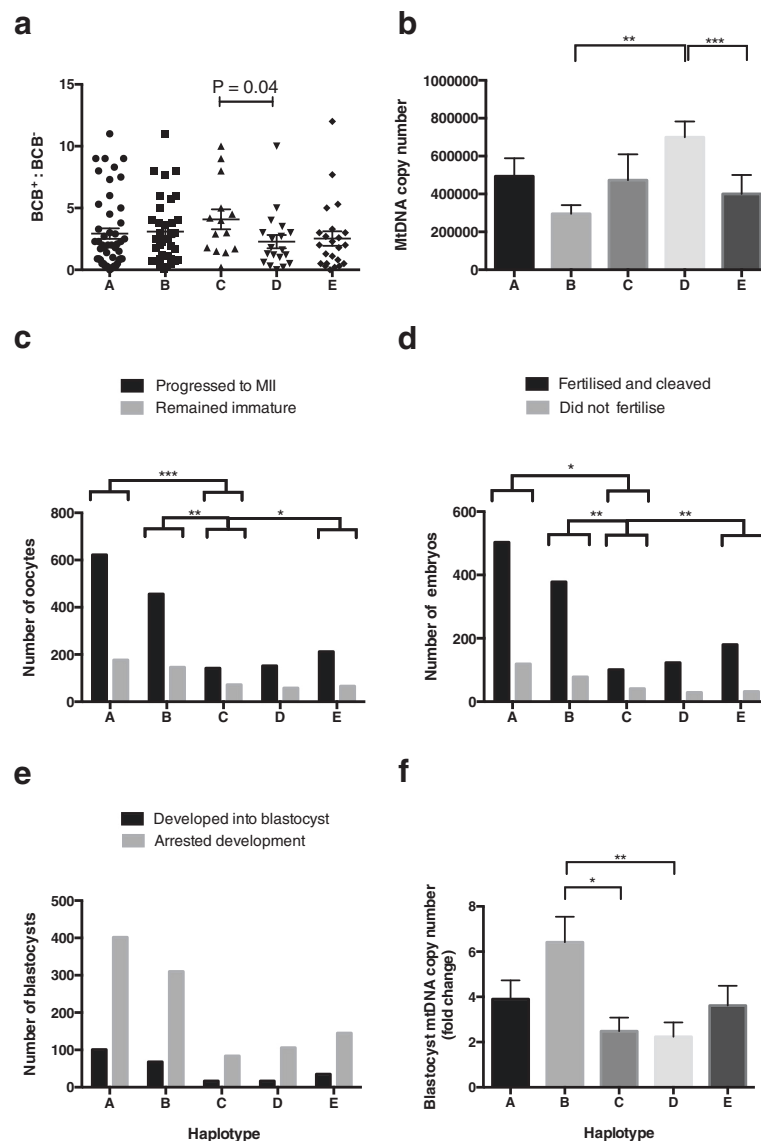 a
15
10
5
0
BCB+ : BCB-
P = 0.04
A B C D E
b
** ***
1000000
800000
600000
400000
200000
0
MtDNA copy number
A B C D E
c
Progressed to MII
Remained immature
***
** *
800
600
400
200
0
Number of oocytes
A B C D E
d
Fertilised and cleaved
Did not fertilise
*
** **
600
400
200
0
Number of embryos
A B C D E
e
Developed into blastocyst
Arrested development
500
400
300
200
100
0
Number of blastocysts
A B C D E
Haplotype
f
**
*
8
6
4
2
0
Blastocyst mtDNA copy number
(fold change)
A B C D E
Haplotype